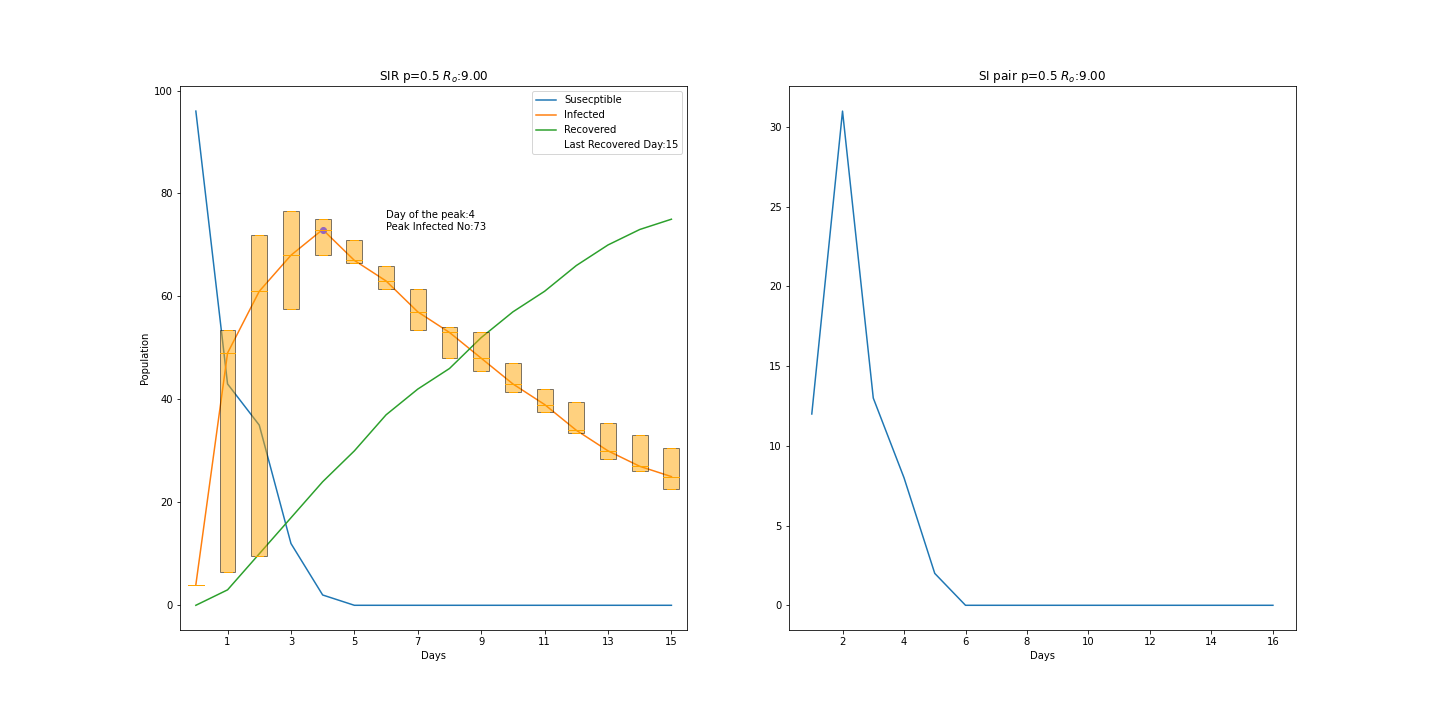 SIR p=0.5 Rₒ:9.00
100
80
60
40
20
0
Population
Susecptible
Infected
Recovered
Last Recovered Day:15
Day of the peak:4
Peak Infected No:73
1 3 5 7 9 11 13 15
Days
SI pair p=0.5 Rₒ:9.00
30
25
20
15
10
5
0
2 4 6 8 10 12 14 16
Days